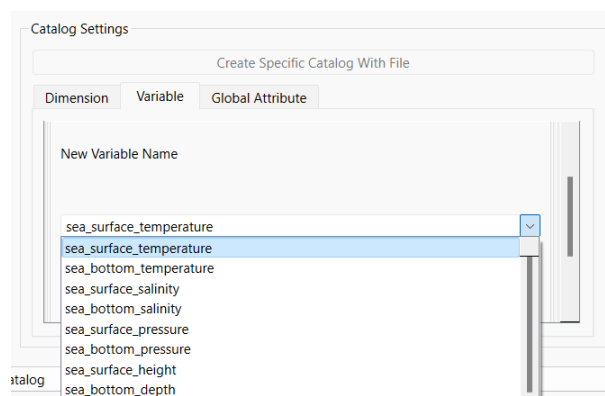 Catalog Settings
Create Specific Catalog With File
Dimension Variable Global Attribute
New Variable Name
sea_surface_temperature
sea_surface_temperature
sea_bottom_temperature
sea_surface_salinity
sea_bottom_salinity
sea_surface_pressure
sea_bottom_pressure
sea_surface_height
atalog
sea_bottom_depth